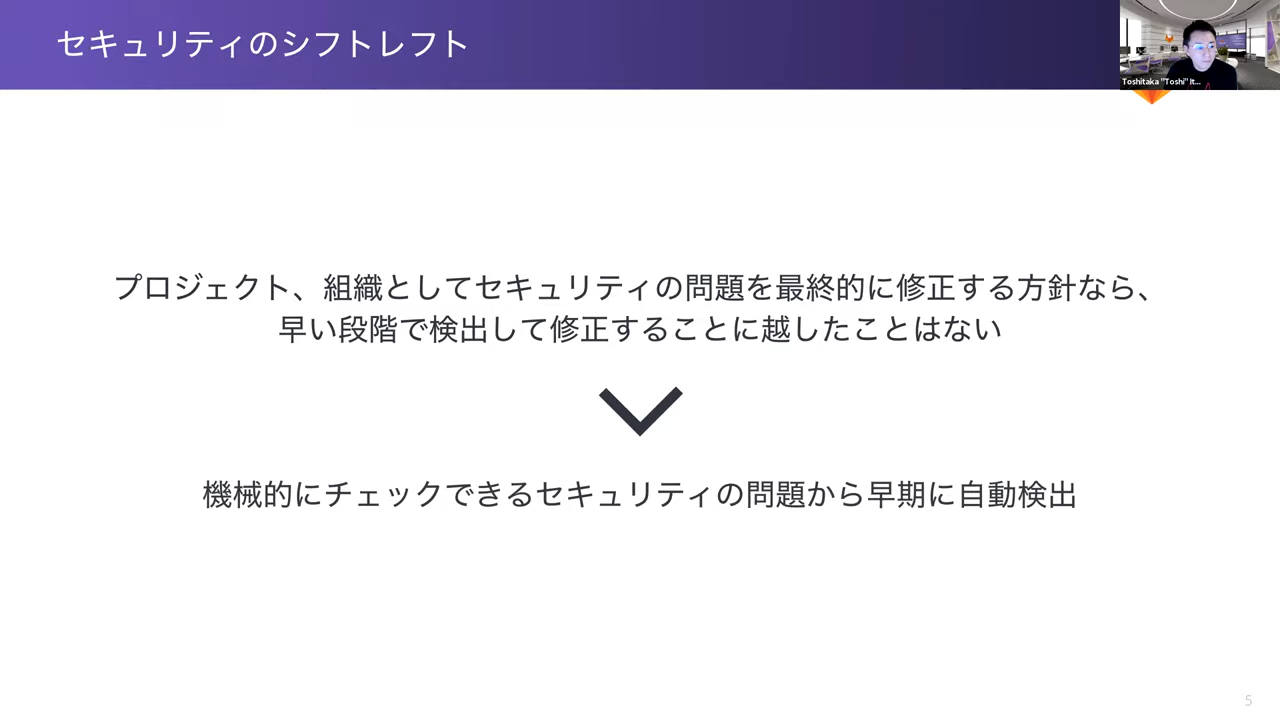 セキュリティのシフトレフト
Toshitaka "Toshi" It...
プロジェクト、組織としてセキュリティの問題を最終的に修正する方針なら、
早い段階で検出して修正することに越したことはない
機械的にチェックできるセキュリティの問題から早期に自動検出
5